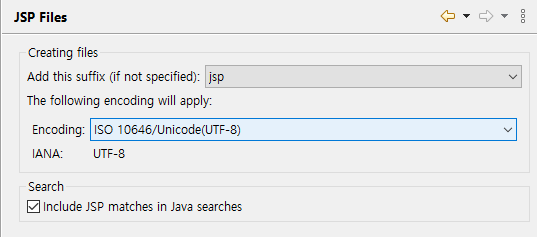 JSP Files
Creating files
Add this suffix (if not specified): jsp
The following encoding will apply:
Encoding: ISO 10646/Unicode(UTF-8)
IANA: UTF-8
Search
Include JSP matches in Java searches